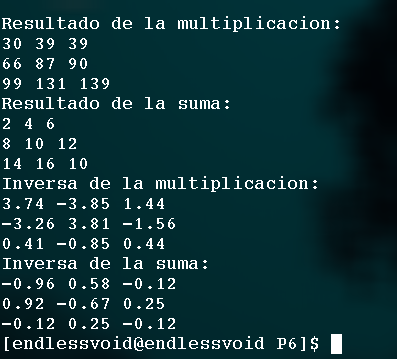 Resultado de la multiplicacion:
30 39 39
66 87 90
99 131 139
Resultado de la suma:
2 4 6
8 10 12
14 16 10
Inversa de la multiplicacion:
3.74 -3.85 1.44
-3.26 3.81 -1.56
0.41 -0.85 0.44
Inversa de la suma:
-0.96 0.58 -0.12
0.92 -0.67 0.25
-0.12 0.25 -0.12
[endlessvoid@endlessvoid P6]$